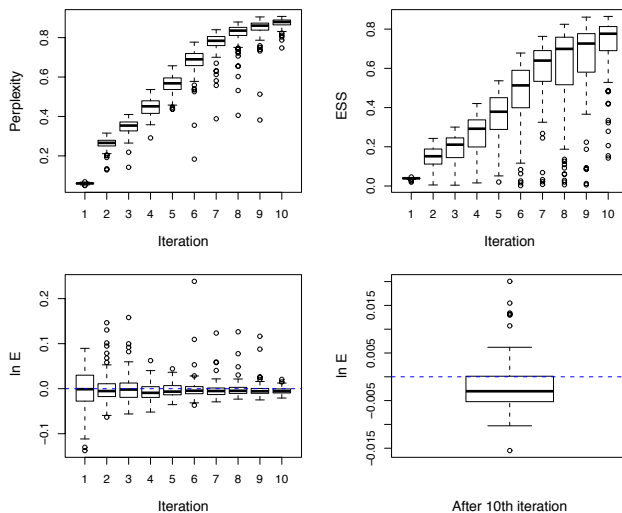 Perplexity
0.2 0.4 0.6 0.8
1 2 3 4 5 6 7 8 9 10
Iteration
ESS
0.0 0.2 0.4 0.6 0.8
1 2 3 4 5 6 7 8 9 10
Iteration
ln E
−0.1 0.0 0.1 0.2
1 2 3 4 5 6 7 8 9 10
Iteration
ln E
−0.015 −0.005 0.005 0.015
After 10th iteration